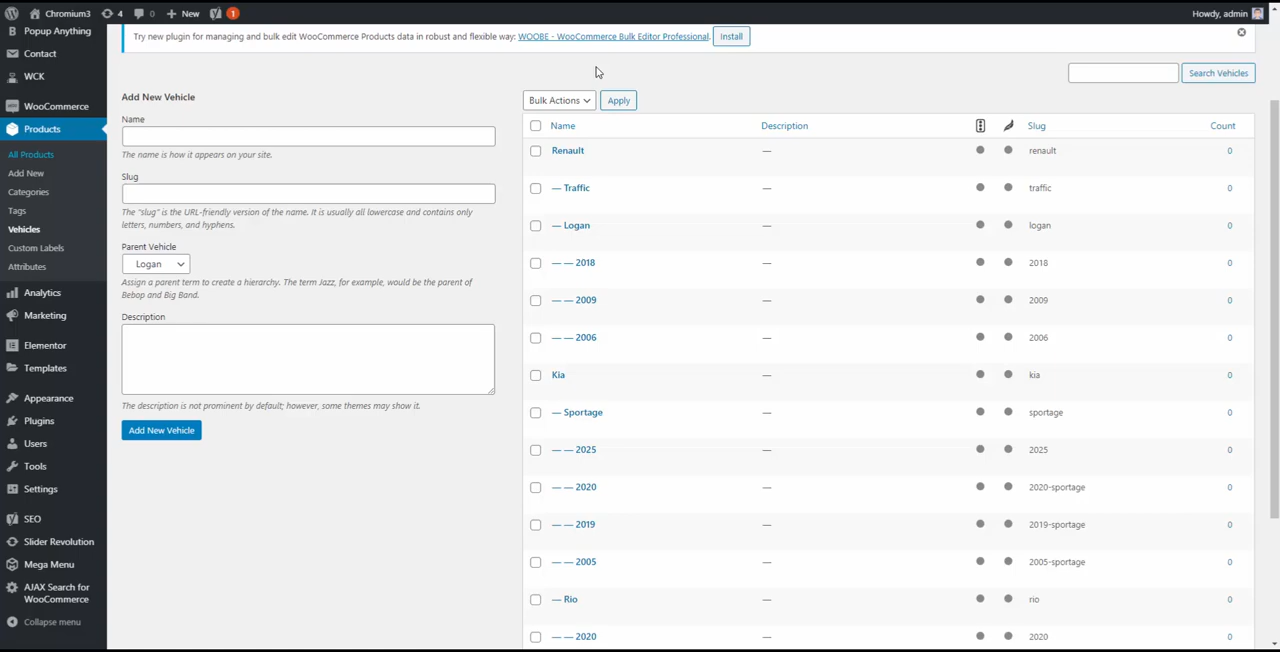 Chromium3 4 0 New 1 Howdy, admin
Popup Anything
Contact
WCK
WooCommerce
Products
All Products
Add New
Categories
Tags
Vehicles
Custom Labels
Attributes
Analytics
Marketing
Elementor
Templates
Appearance
Plugins
Users
Tools
Settings
SEO
Slider Revolution
Mega Menu
AJAX Search for
WooCommerce
Collapse menu
Try new plugin for managing and bulk edit WooCommerce Products data in robust and flexible way: WOOBE - WooCommerce Bulk Editor Professional. Install
Search Vehicles
Add New Vehicle
Name
The name is how it appears on your site.
Slug
The “slug” is the URL-friendly version of the name. It is usually all lowercase and contains only
letters, numbers, and hyphens.
Parent Vehicle
Logan
Assign a parent term to create a hierarchy. The term Jazz, for example, would be the parent of
Bebop and Big Band.
Description
The description is not prominent by default; however, some themes may show it.
Add New Vehicle
Bulk Actions Apply
Name Description Slug Count
Renault — renault 0
— Traffic — traffic 0
— Logan — logan 0
— — 2018 — 2018 0
— — 2009 — 2009 0
— — 2006 — 2006 0
Kia — kia 0
— Sportage — sportage 0
— — 2025 — 2025 0
— — 2020 — 2020-sportage 0
— — 2019 — 2019-sportage 0
— — 2005 — 2005-sportage 0
— Rio — rio 0
— — 2020 — 2020 0